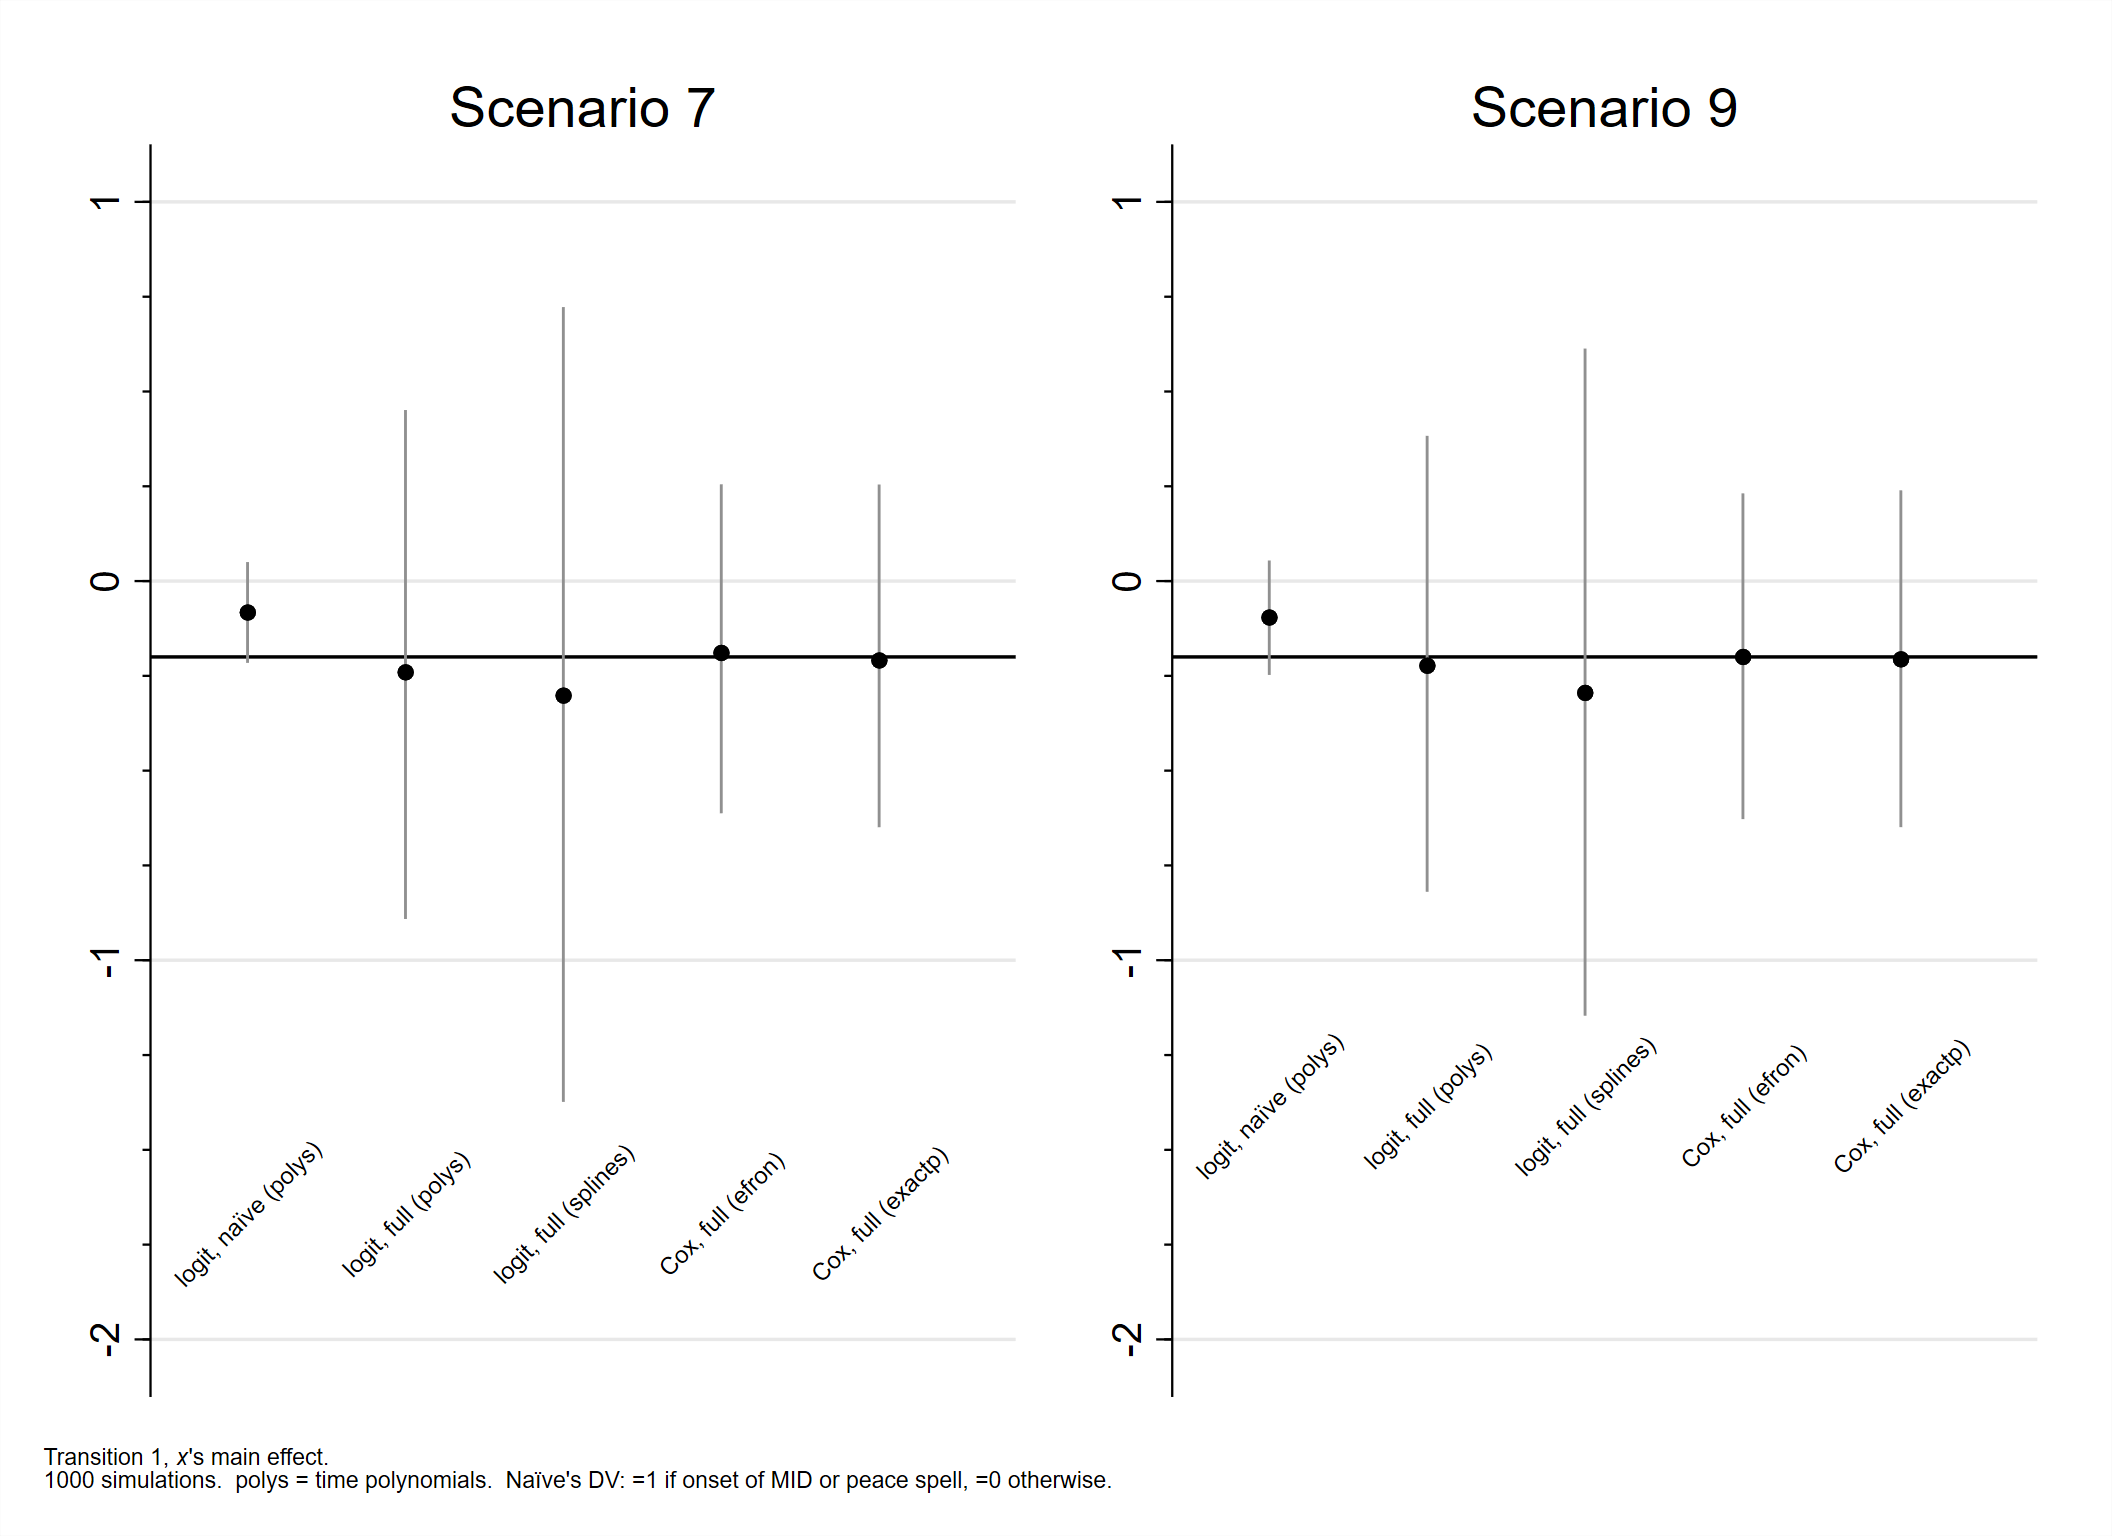 Scenario 7
1
0
-1
-2
logit, naïve (polys)
logit, full (polys)
logit, full (splines)
Cox, full (efron)
Cox, full (exactp)
Scenario 9
1
0
-1
-2
logit, naïve (polys)
logit, full (polys)
logit, full (splines)
Cox, full (efron)
Cox, full (exactp)
Transition 1, x's main effect.
1000 simulations.  polys = time polynomials.  Naïve's DV: =1 if onset of MID or peace spell, =0 otherwise.